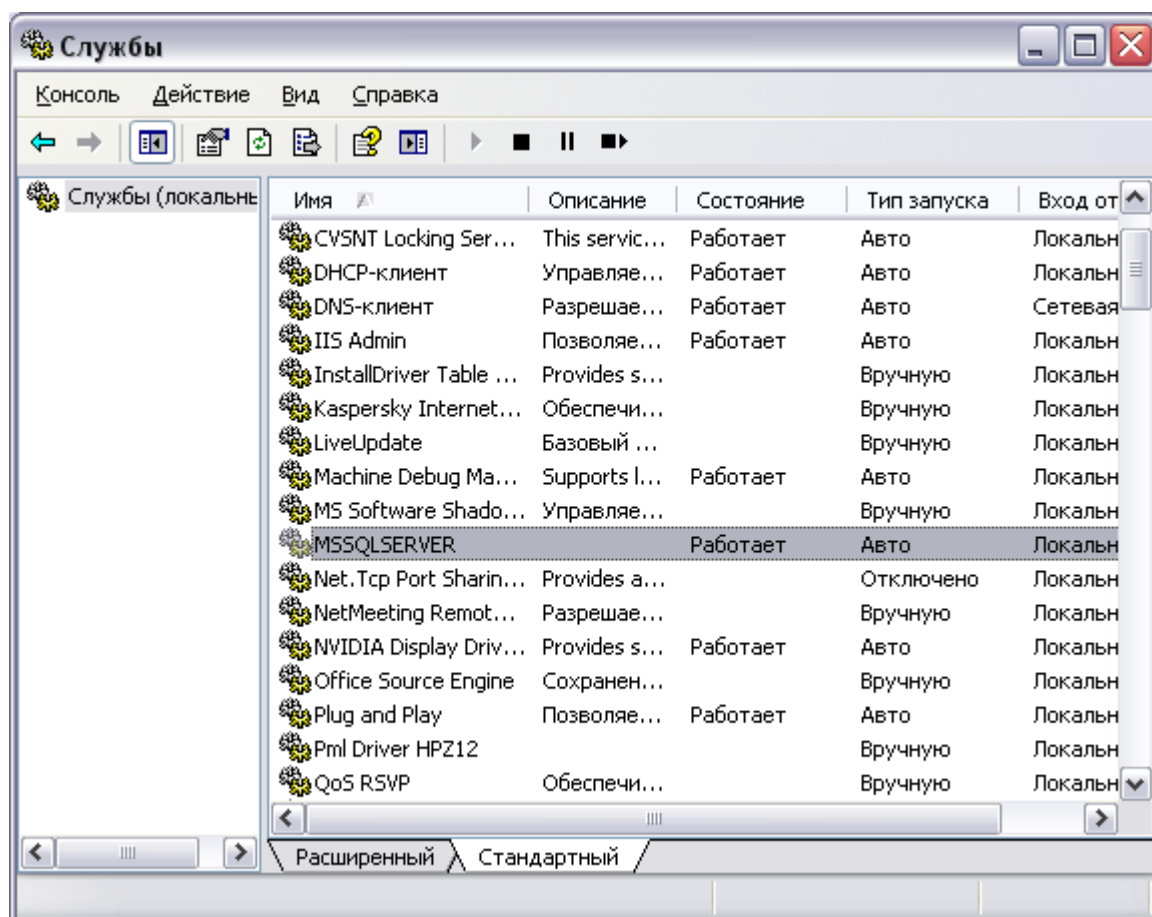 Службы
Консоль Действие Вид Справка
Службы (локальнь
Имя Описание Состояние Тип запуска Вход от
CVSNT Locking Ser... This servic... Работает Авто Локальн
DHCP-клиент Управляе... Работает Авто Локальн
DNS-клиент Разрешае... Работает Авто Сетевая
IIS Admin Позволяе... Работает Авто Локальн
InstallDriver Table ... Provides s... Вручную Локальн
Kaspersky Internet... Обеспечи... Вручную Локальн
LiveUpdate Базовый ... Вручную Локальн
Machine Debug Ma... Supports l... Работает Авто Локальн
MS Software Shado... Управляе... Вручную Локальн
MSSQLSERVER Работает Авто Локальн
Net.Tcp Port Sharin... Provides a... Отключено Локальн
NetMeeting Remot... Разрешае... Вручную Локальн
NVIDIA Display Driv... Provides s... Работает Авто Локальн
Office Source Engine Сохранен... Вручную Локальн
Plug and Play Позволяе... Работает Авто Локальн
Pml Driver HPZ12 Вручную Локальн
QoS RSVP Обеспечи... Вручную Локальн
Расширенный Стандартный